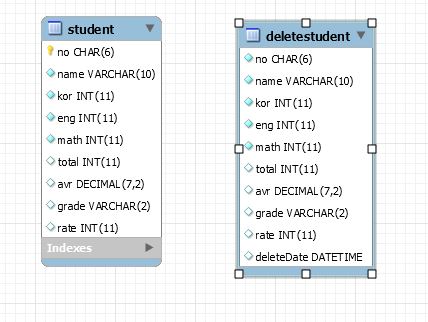 student
no CHAR(6)
name VARCHAR(10)
kor INT(11)
eng INT(11)
math INT(11)
total INT(11)
avr DECIMAL(7,2)
grade VARCHAR(2)
rate INT(11)
Indexes
deletestudent
no CHAR(6)
name VARCHAR(10)
kor INT(11)
eng INT(11)
math INT(11)
total INT(11)
avr DECIMAL(7,2)
grade VARCHAR(2)
rate INT(11)
deleteDate DATETIME